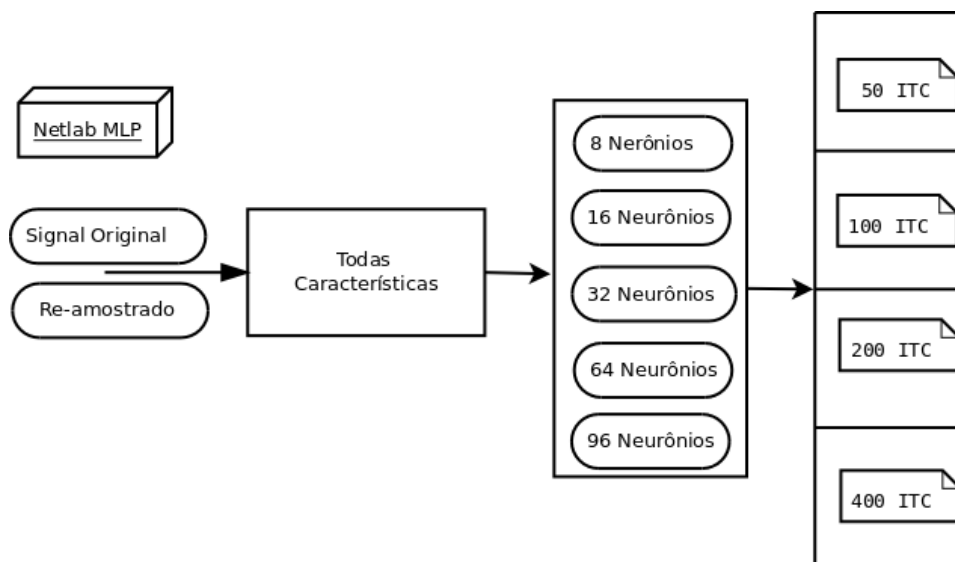 Netlab MLP
Signal Original
Re-amostrado
Todas
Características
8 Nerônios
16 Neurônios
32 Neurônios
64 Neurônios
96 Neurônios
50 ITC
100 ITC
200 ITC
400 ITC